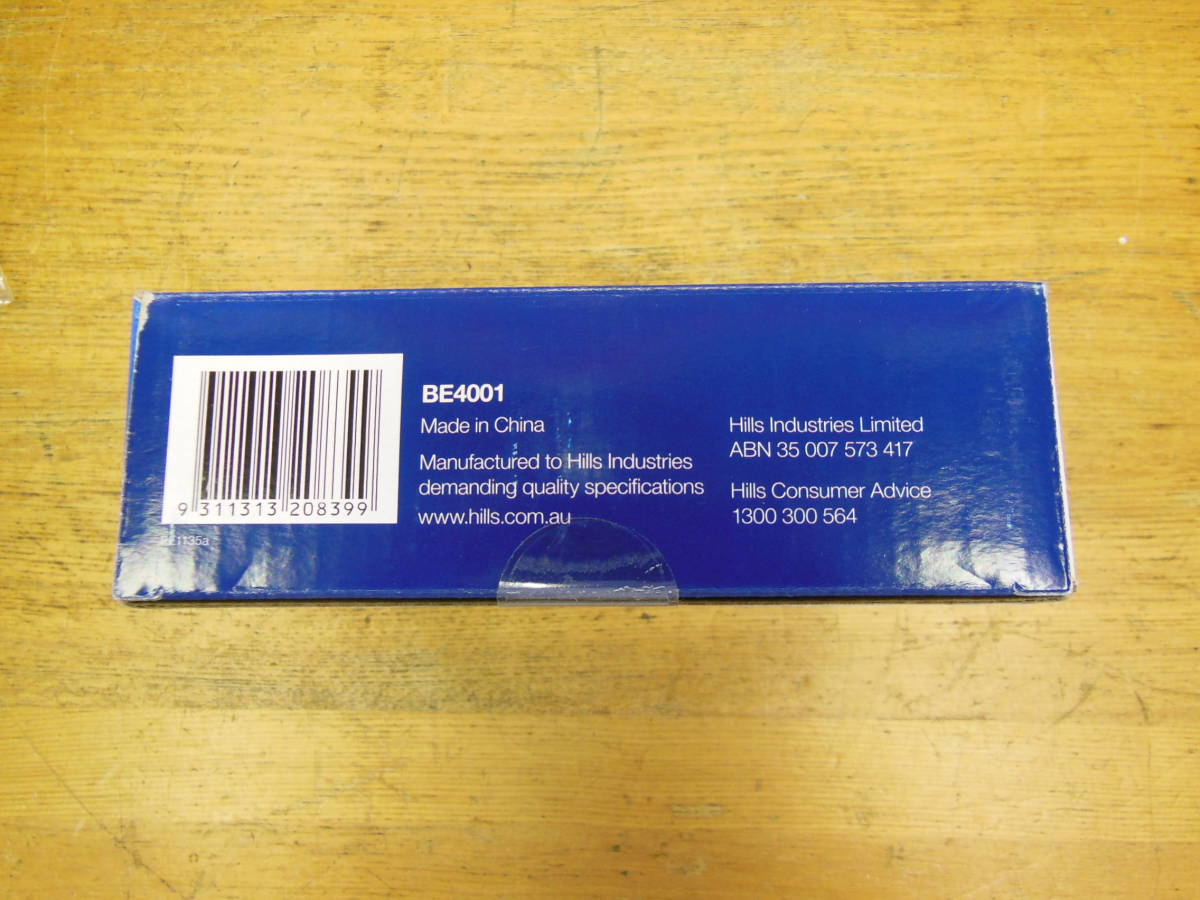 BE4001
Made in China
Manufactured to Hills Industries
demanding quality specifications
www.hills.com.au
Hills Industries Limited
ABN 35 007 573 417
Hills Consumer Advice
1300 300 564
9 311313 208399